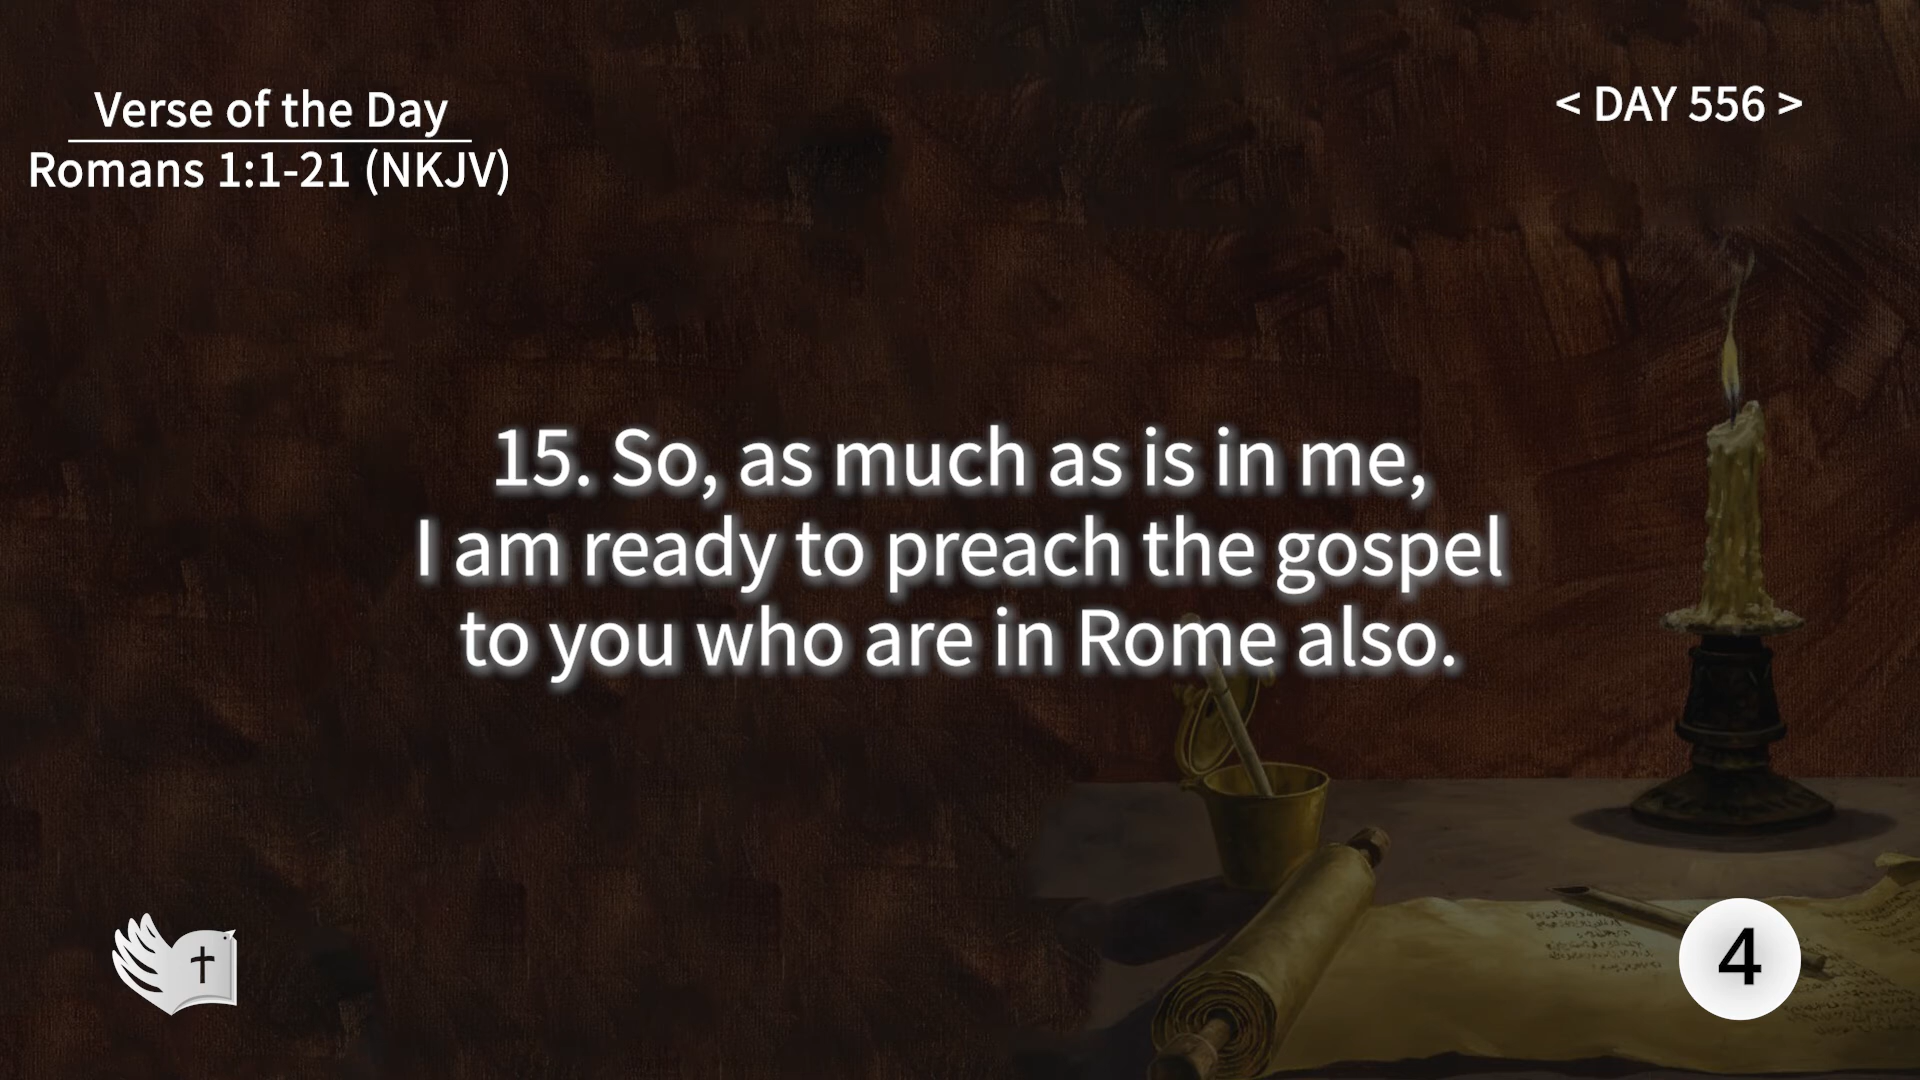 Verse of the Day
Romans 1:1-21 (NKJV)
< DAY 556 >
15. So, as much as is in me,
I am ready to preach the gospel
to you who are in Rome also.
4